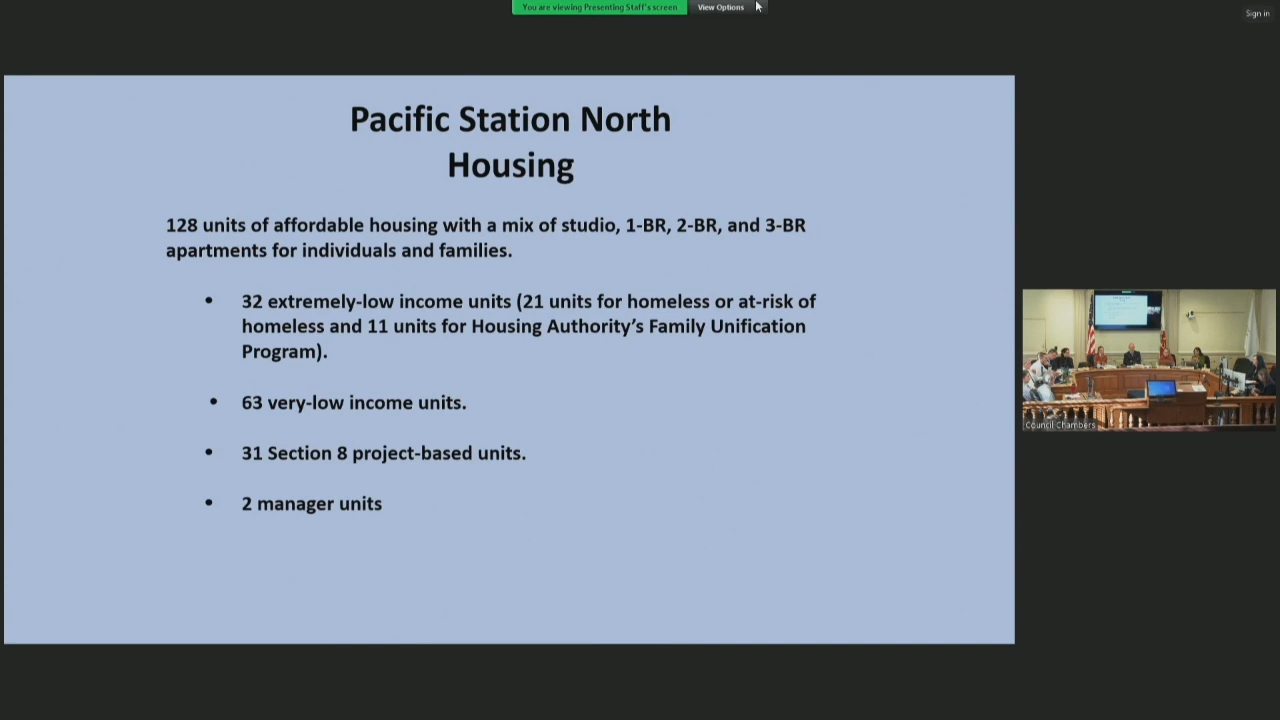 You are viewing Presenting Staff's screen
View Options
Sign in
Pacific Station North
Housing
128 units of affordable housing with a mix of studio, 1-BR, 2-BR, and 3-BR
apartments for individuals and families.
• 32 extremely-low income units (21 units for homeless or at-risk of
homeless and 11 units for Housing Authority’s Family Unification
Program).
• 63 very-low income units.
• 31 Section 8 project-based units.
• 2 manager units
Council Chambers